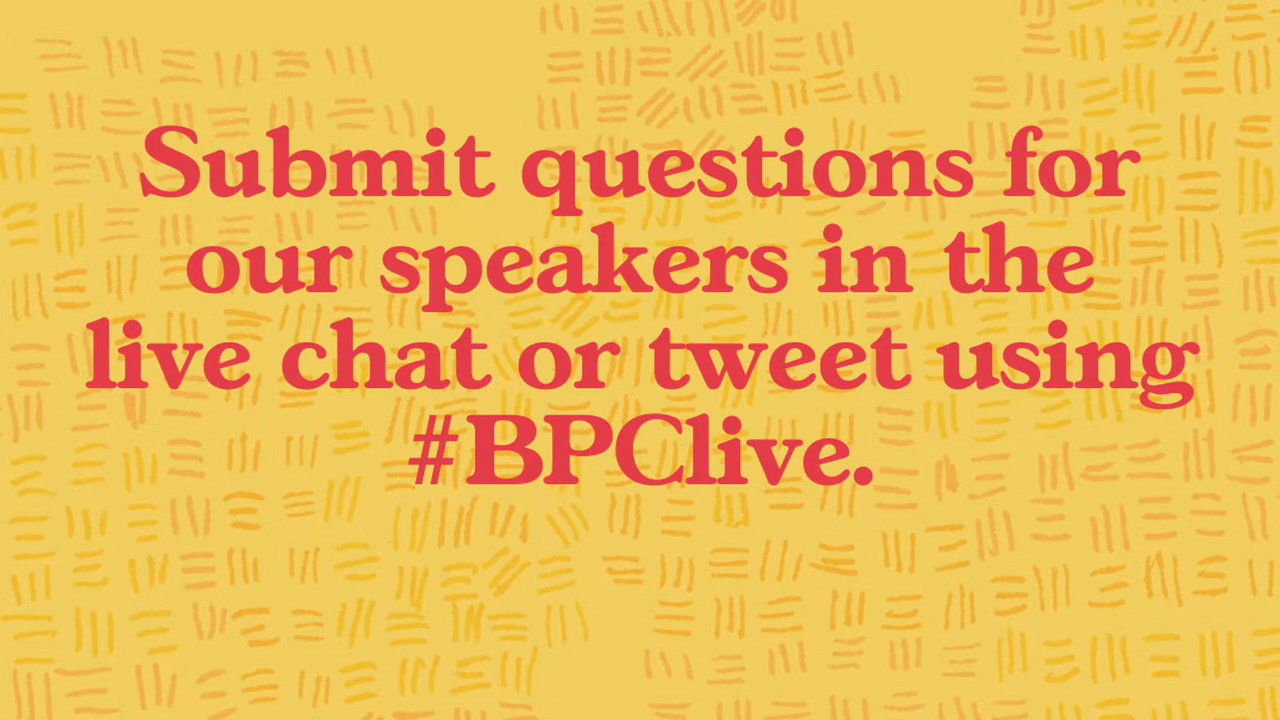 Submit questions for
our speakers in the
live chat or tweet using
#BPClive.